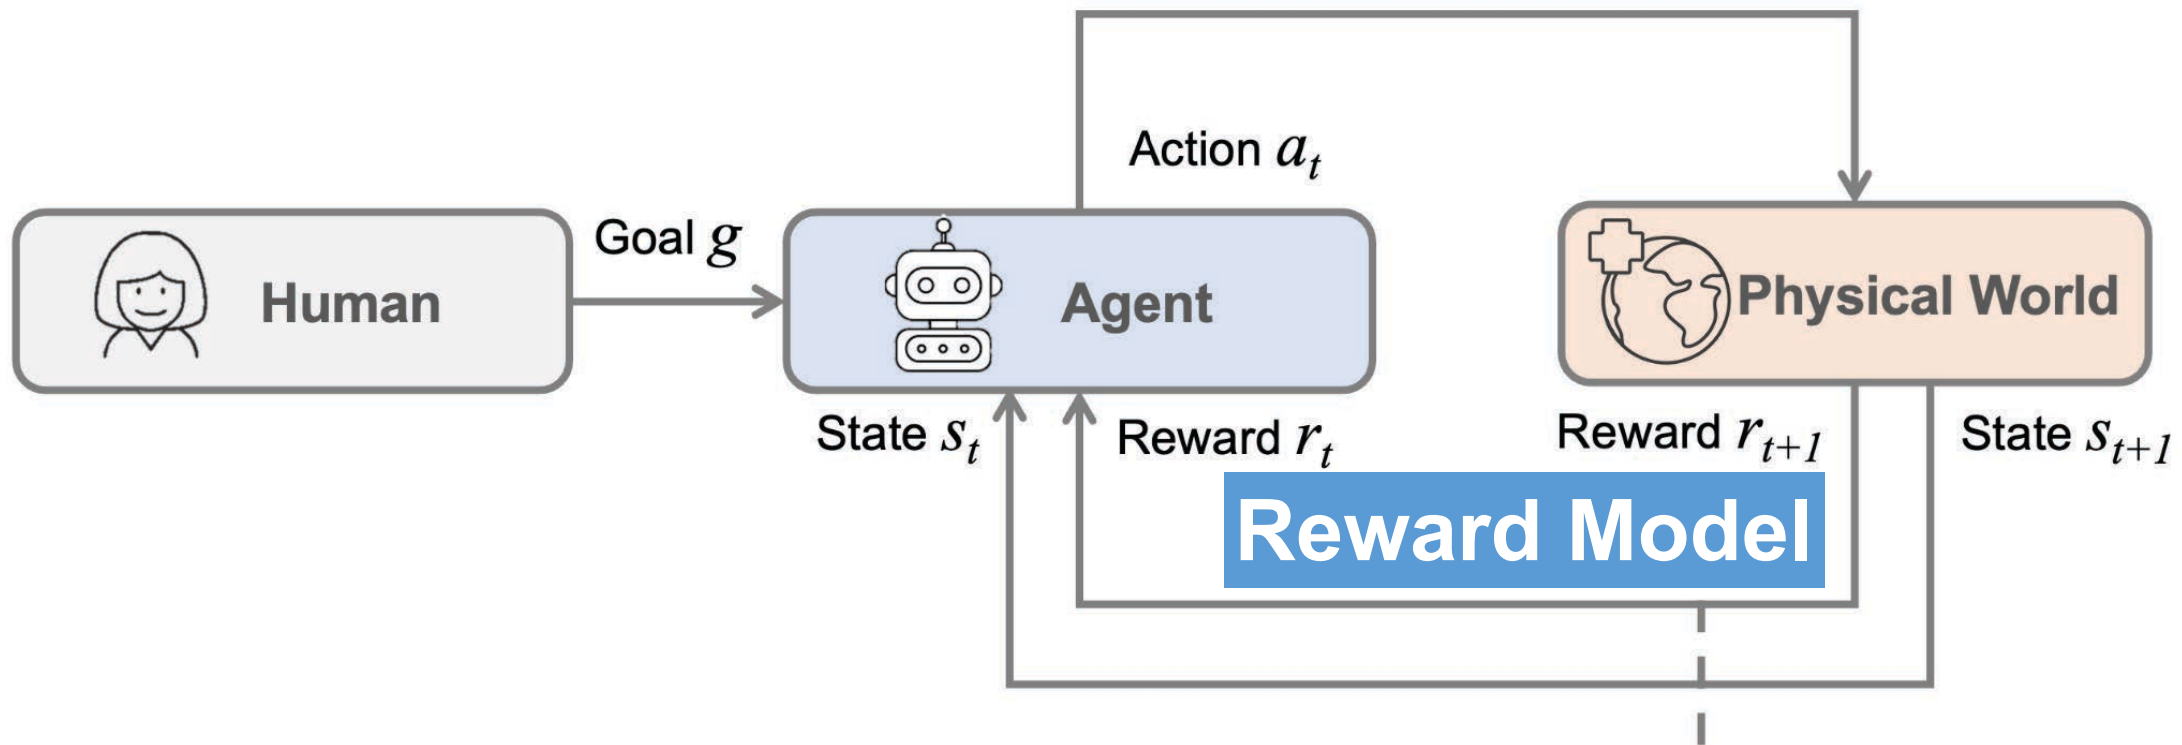 Action a_t
Goal g
Human
Agent
Physical World
State s_t
Reward r_t
Reward r_{t+1}
State s_{t+1}
Reward Model